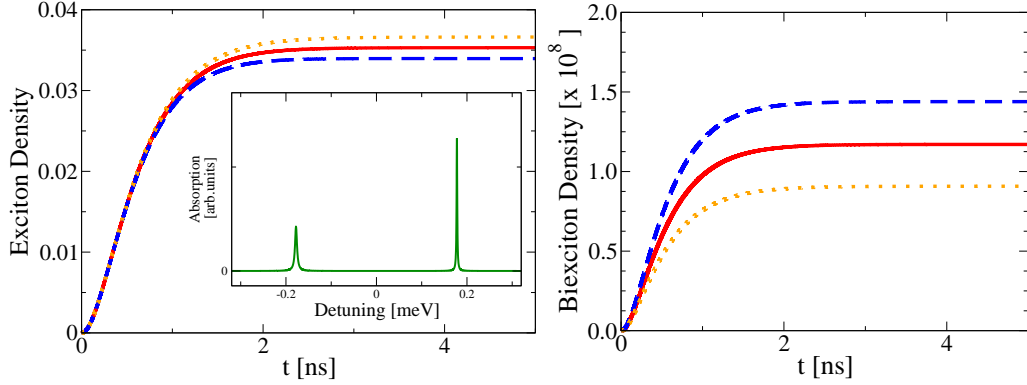 0.04
0.03
0.02
0.01
0
Exciton Density
0
2
4
t [ns]
Absorption
[arb.units]
0
-0.2
0
0.2
Detuning [meV]
2.0
1.5
1.0
0.5
0.0
Biexciton Density [x 10^8]
0
2
4
t [ns]